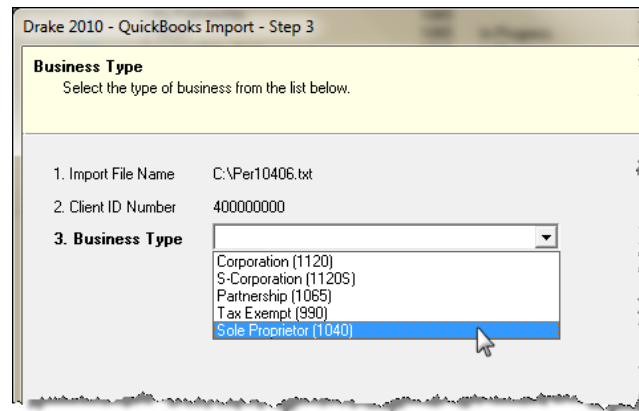 Drake 2010 - QuickBooks Import - Step 3
Business Type
Select the type of business from the list below.
1. Import File Name C:\Per10406.txt
2. Client ID Number 400000000
3. Business Type
Corporation (1120)
S-Corporation (1120S)
Partnership (1065)
Tax Exempt (990)
Sole Proprietor (1040)